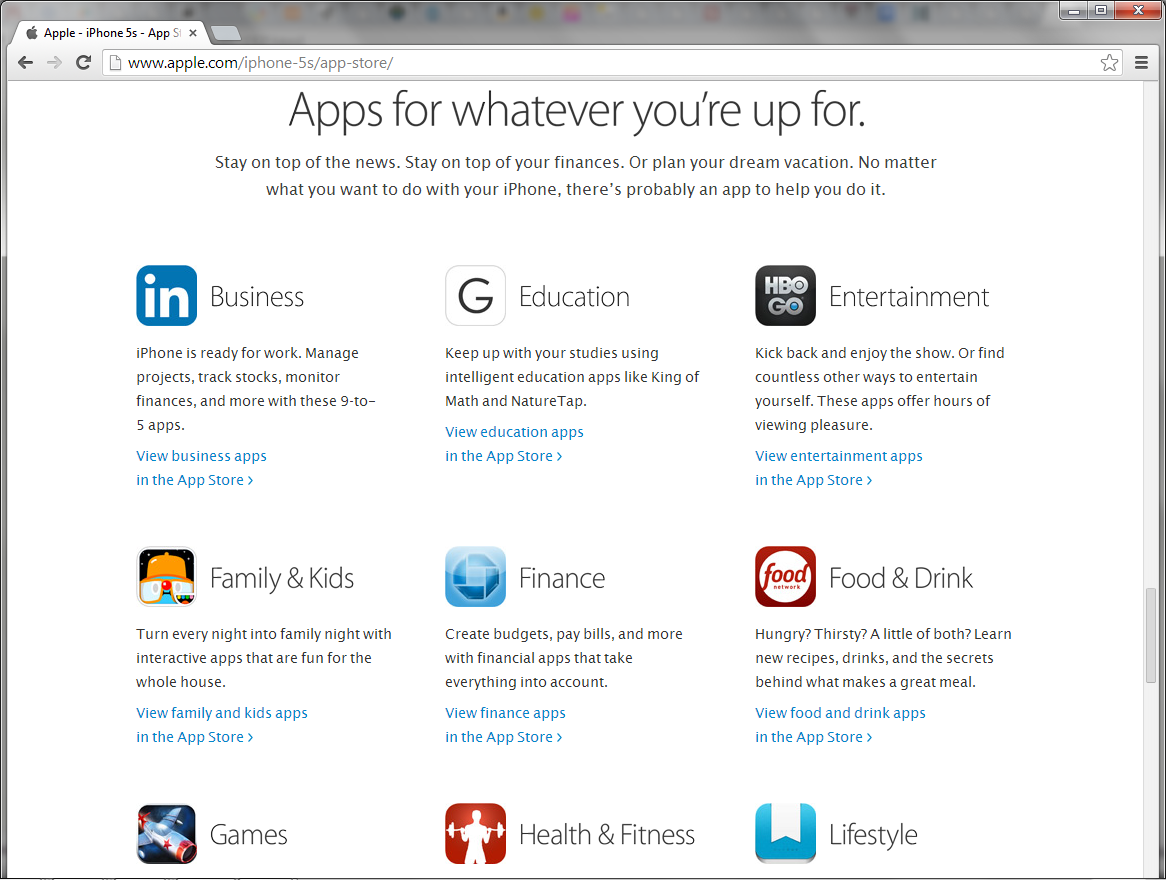 Apple - iPhone 5s - App S
www.apple.com/iphone-5s/app-store/
Apps for whatever you’re up for.
Stay on top of the news. Stay on top of your finances. Or plan your dream vacation. No matter
what you want to do with your iPhone, there’s probably an app to help you do it.
in
Business
iPhone is ready for work. Manage
projects, track stocks, monitor
finances, and more with these 9-to–
5 apps.
View business apps
in the App Store ›
G
Education
Keep up with your studies using
intelligent education apps like King of
Math and NatureTap.
View education apps
in the App Store ›
HBO
GO
Entertainment
Kick back and enjoy the show. Or find
countless other ways to entertain
yourself. These apps offer hours of
viewing pleasure.
View entertainment apps
in the App Store ›
Family & Kids
Turn every night into family night with
interactive apps that are fun for the
whole house.
View family and kids apps
in the App Store ›
Finance
Create budgets, pay bills, and more
with financial apps that take
everything into account.
View finance apps
in the App Store ›
food
network
Food & Drink
Hungry? Thirsty? A little of both? Learn
new recipes, drinks, and the secrets
behind what makes a great meal.
View food and drink apps
in the App Store ›
Games
Health & Fitness
Lifestyle